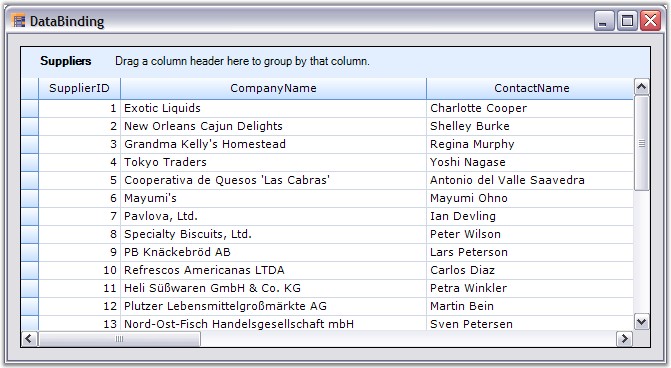 DataBinding
Suppliers Drag a column header here to group by that column.
SupplierID CompanyName ContactName
1 Exotic Liquids Charlotte Cooper
2 New Orleans Cajun Delights Shelley Burke
3 Grandma Kelly's Homestead Regina Murphy
4 Tokyo Traders Yoshi Nagase
5 Cooperativa de Quesos 'Las Cabras' Antonio del Valle Saavedra
6 Mayumi's Mayumi Ohno
7 Pavlova, Ltd. Ian Devling
8 Specialty Biscuits, Ltd. Peter Wilson
9 PB Knäckebröd AB Lars Peterson
10 Refrescos Americanas LTDA Carlos Diaz
11 Heli Süßwaren GmbH & Co. KG Petra Winkler
12 Plutzer Lebensmittelgroßmärkte AG Martin Bein
13 Nord-Ost-Fisch Handelsgesellschaft mbH Sven Petersen